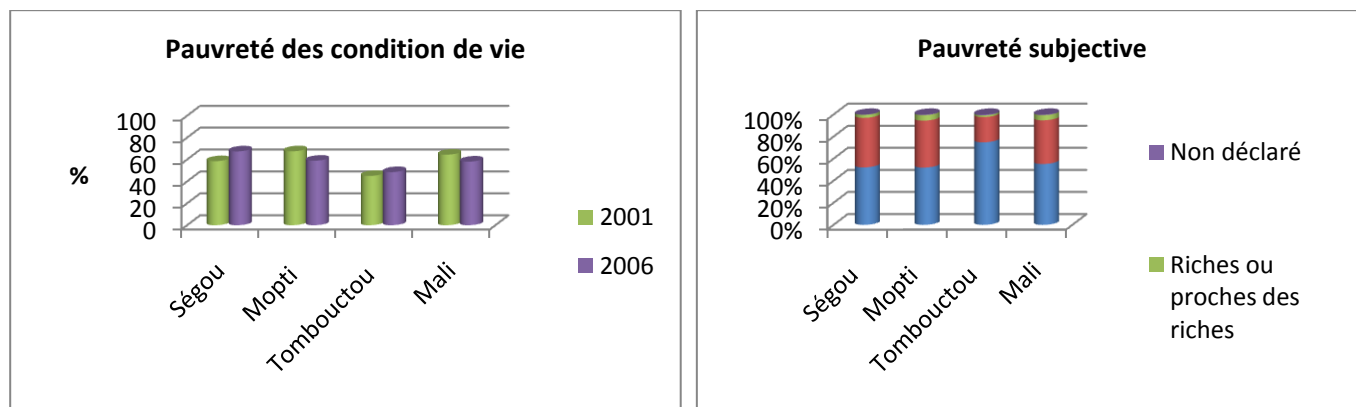 Pauvreté des condition de vie
%
100
80
60
40
20
0
Ségou
Mopti
Tombouctou
Mali
2001
2006
Pauvreté subjective
100%
80%
60%
40%
20%
0%
Ségou
Mopti
Tombouctou
Mali
Non déclaré
Riches ou
proches des
riches